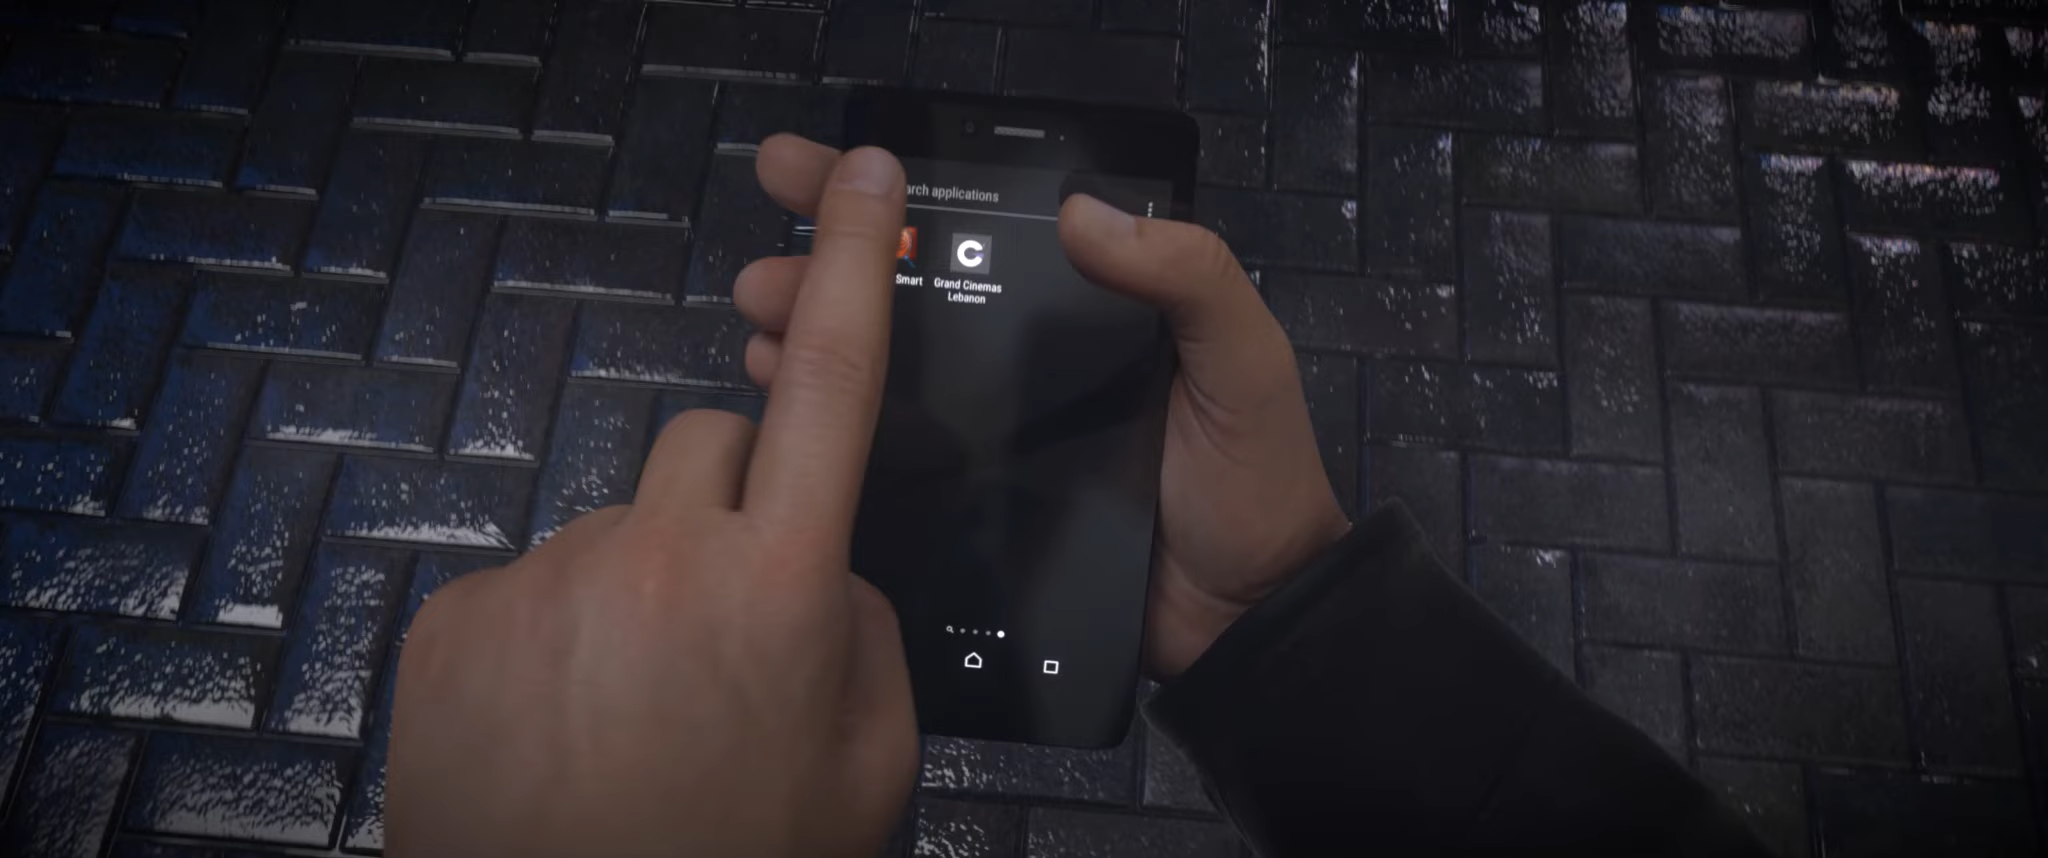 arch applications
Smart
Grand Cinemas
Lebanon